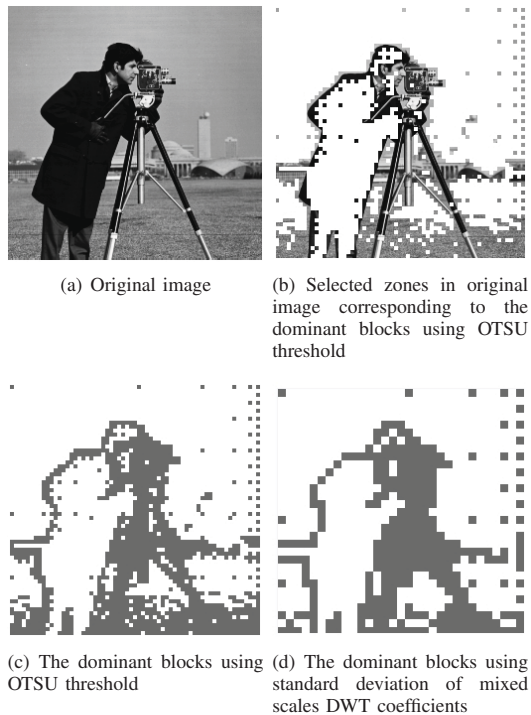 (a) Original image
(b) Selected zones in original
image corresponding to the
dominant blocks using OTSU
threshold
(c) The dominant blocks using
OTSU threshold
(d) The dominant blocks using
standard deviation of mixed
scales DWT coefficients